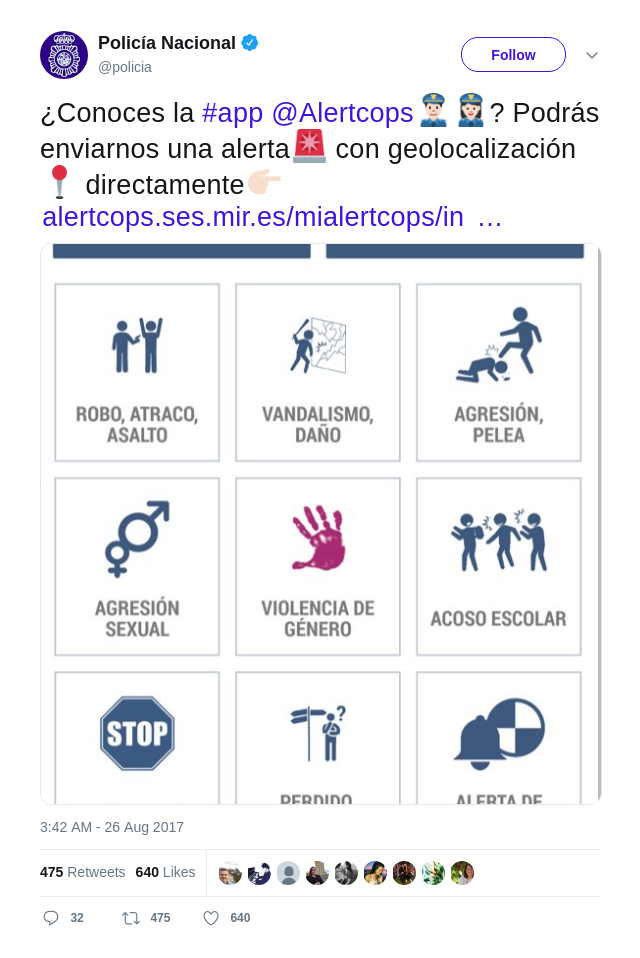 Policía Nacional
@policia
Follow
¿Conoces la #app @Alertcops👮🏻‍♂️👮🏻‍♀️? Podrás
enviarnos una alerta🚨 con geolocalización
📍 directamente👉🏻
alertcops.ses.mir.es/mialertcops/in …
ROBO, ATRACO,
ASALTO
VANDALISMO,
DAÑO
AGRESIÓN,
PELEA
AGRESIÓN
SEXUAL
VIOLENCIA DE
GÉNERO
ACOSO ESCOLAR
STOP
?
PERDIDO
ALERTA DE
3:42 AM - 26 Aug 2017
475 Retweets 640 Likes
32 475 640